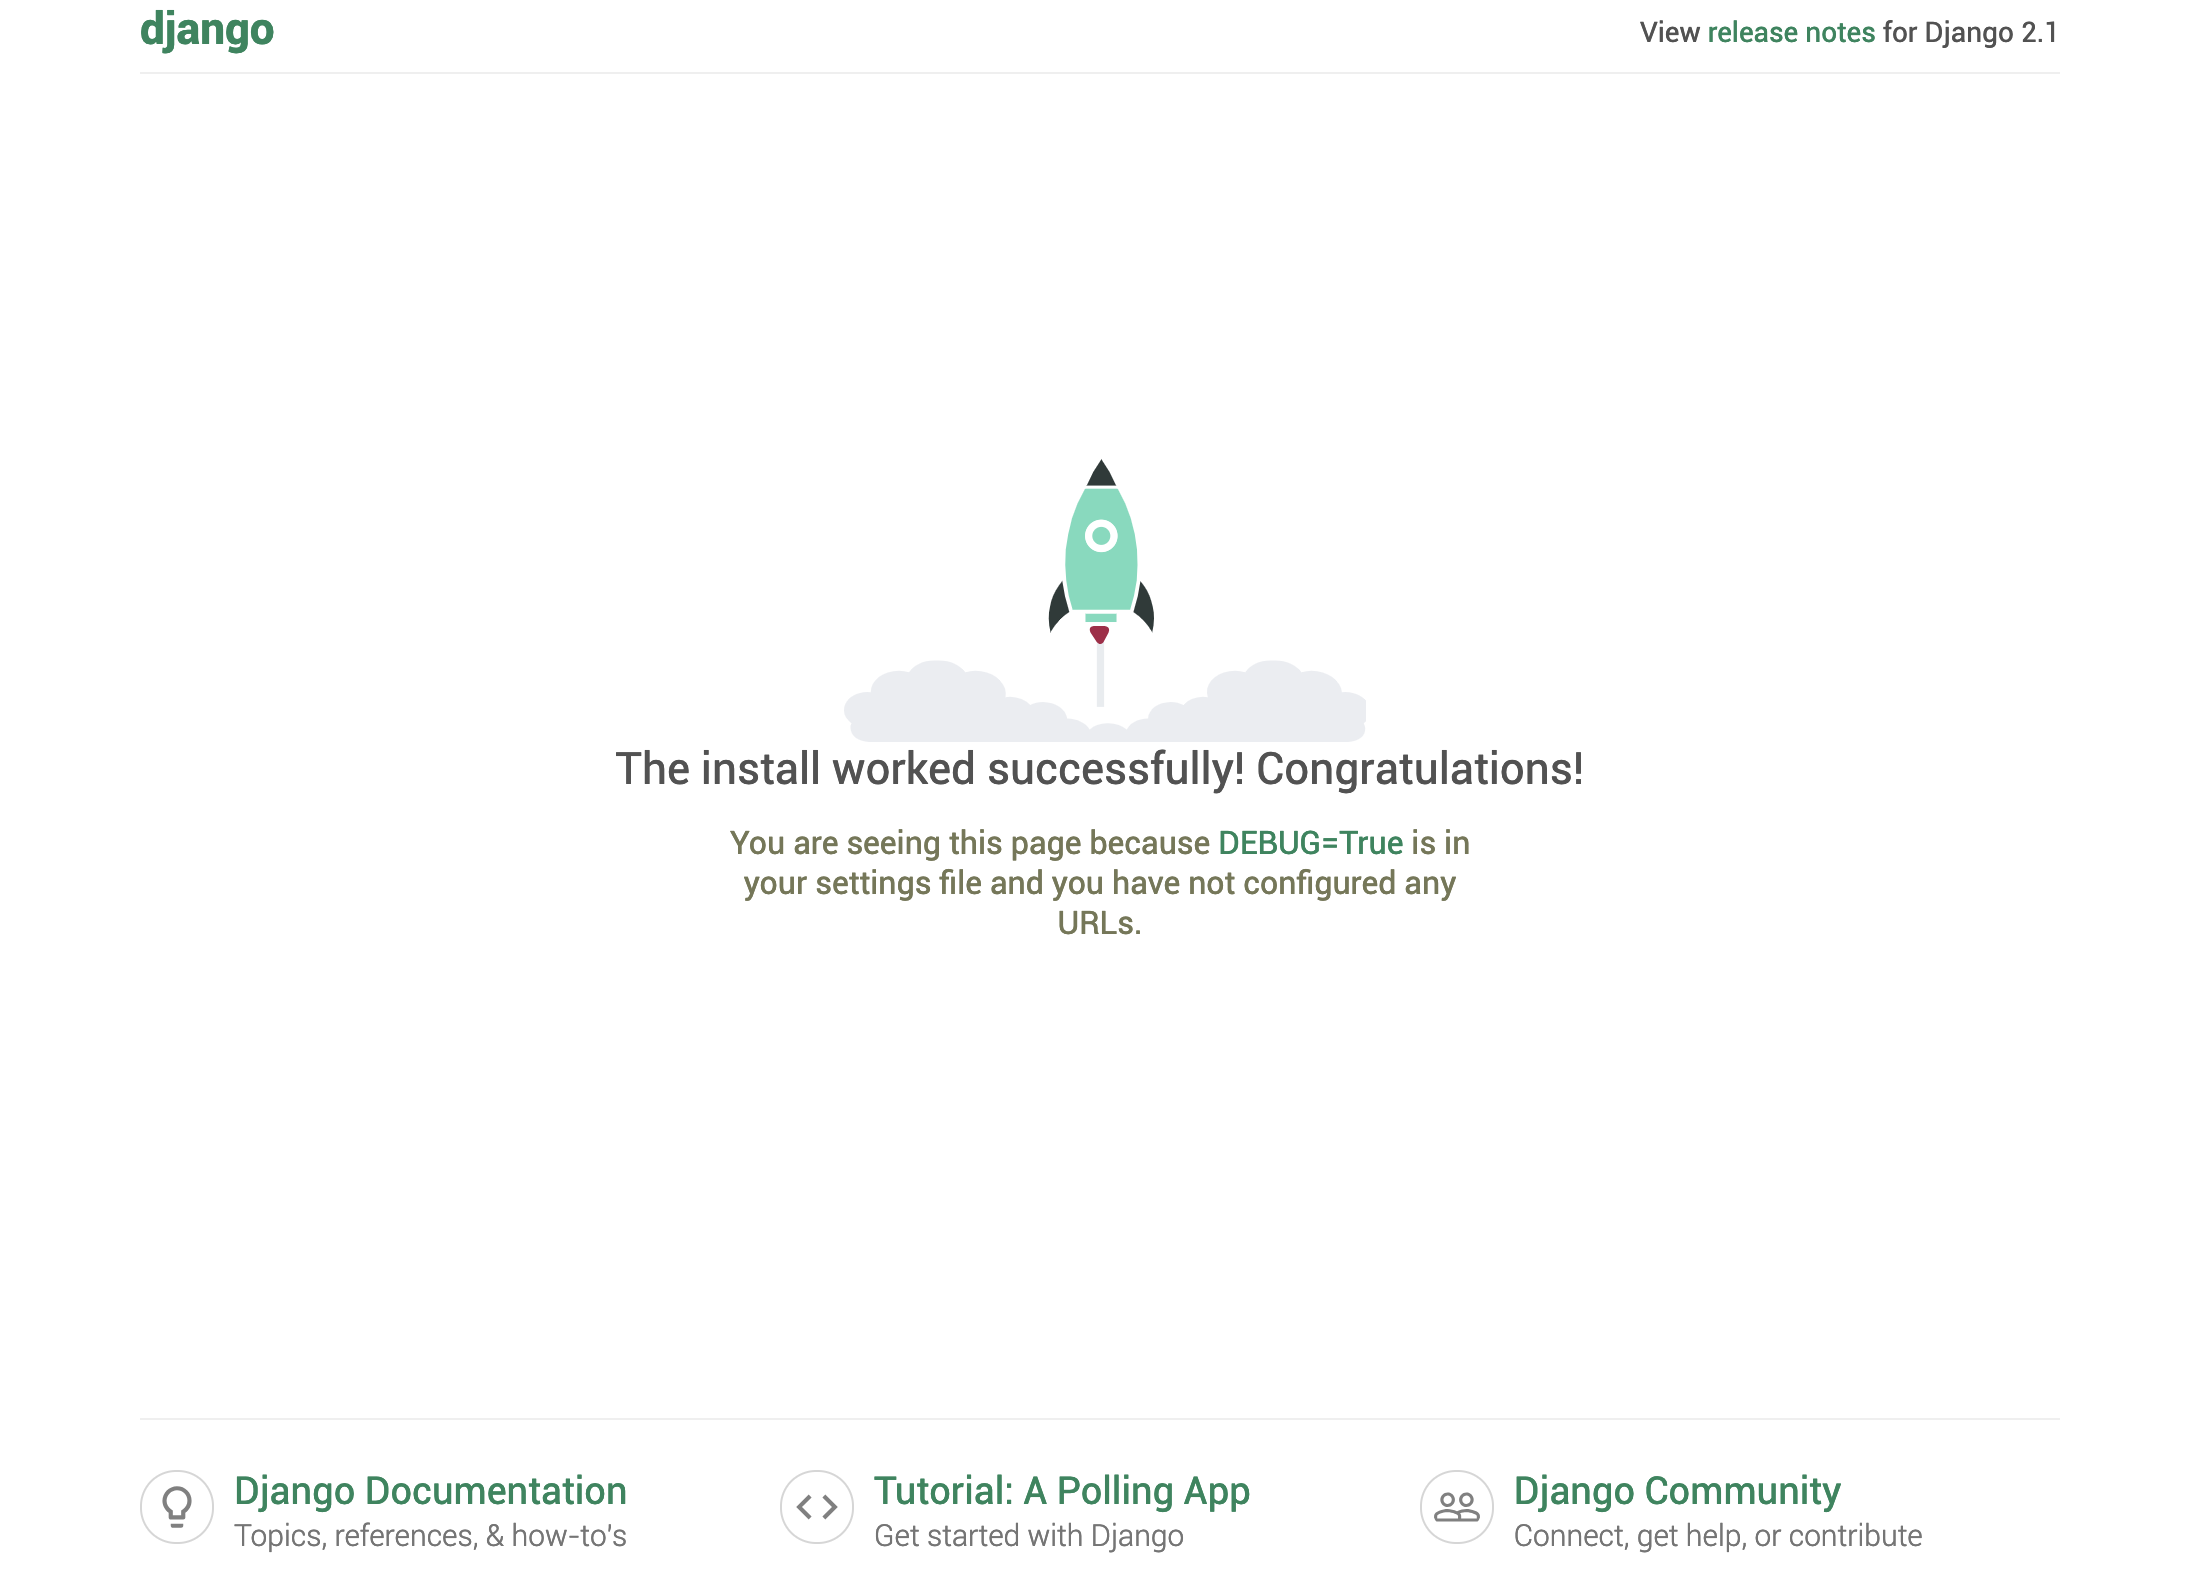 django
View release notes for Django 2.1
The install worked successfully! Congratulations!
You are seeing this page because DEBUG=True is in
your settings file and you have not configured any
URLs.
Django Documentation
Topics, references, & how-to's
Tutorial: A Polling App
Get started with Django
Django Community
Connect, get help, or contribute